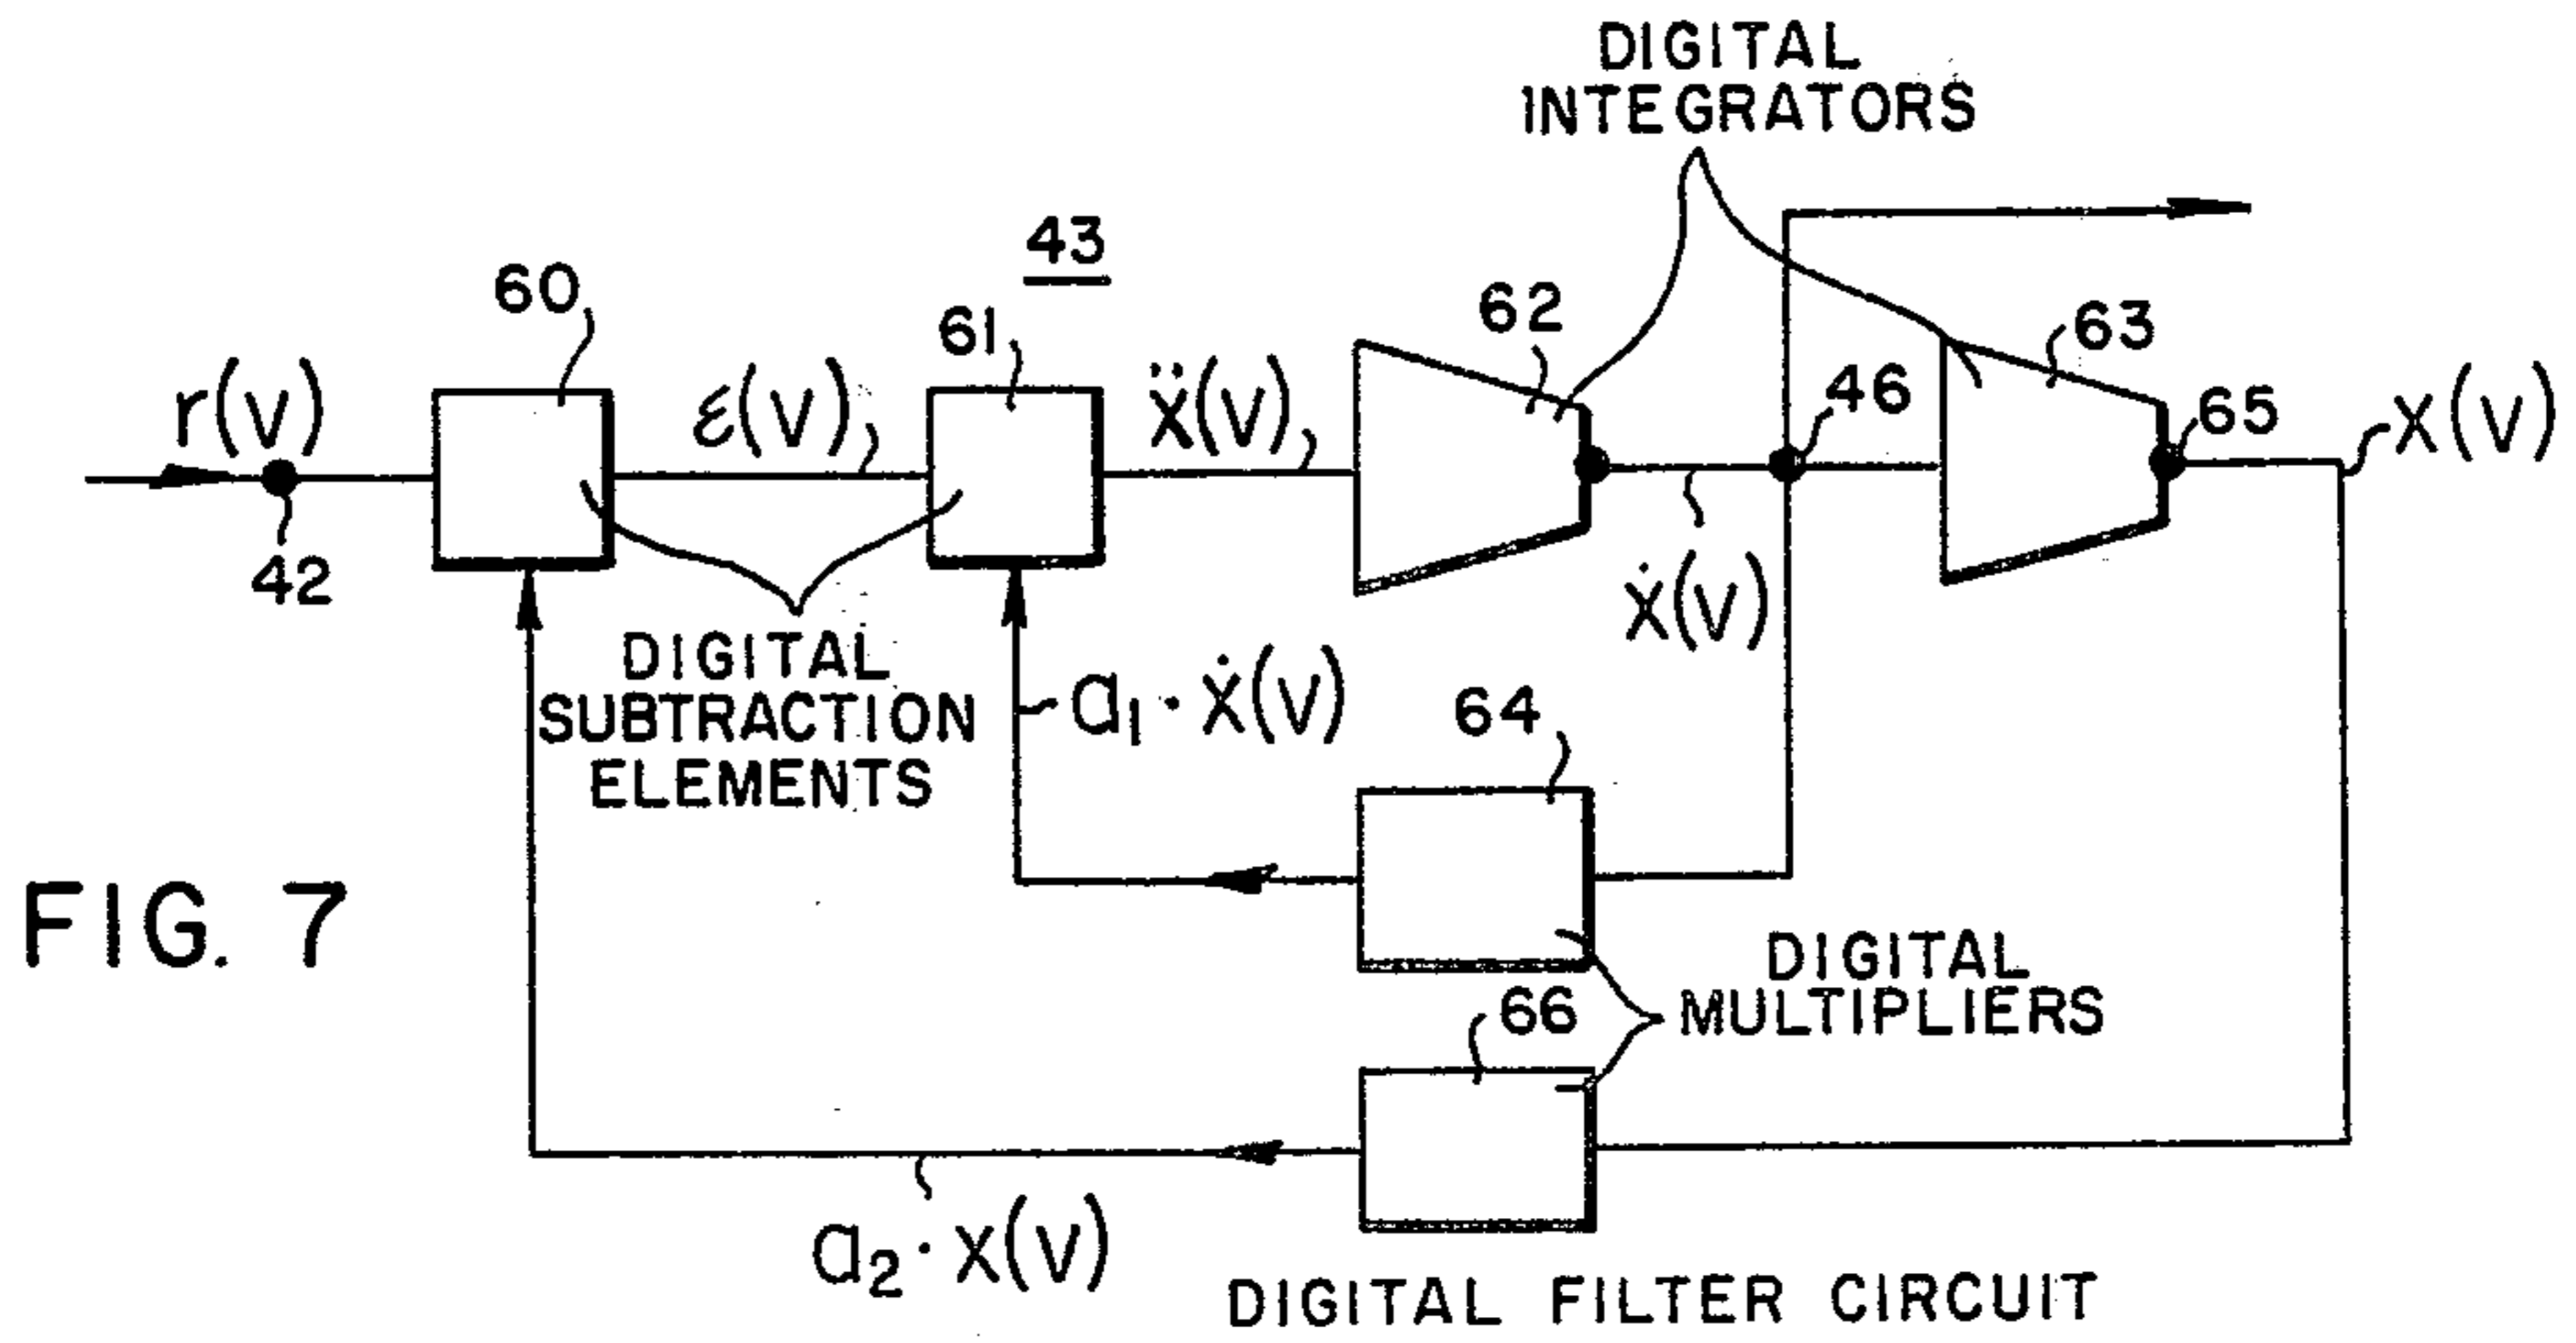 DIGITAL
INTEGRATORS
43
60
61
62
63
r(v)
ε(v)
ẍ(v)
46
65
x(v)
42
ẋ(v)
DIGITAL
SUBTRACTION
ELEMENTS
a₁ · ẋ(v)
64
FIG. 7
DIGITAL
MULTIPLIERS
66
a₂ · x(v)
DIGITAL FILTER CIRCUIT